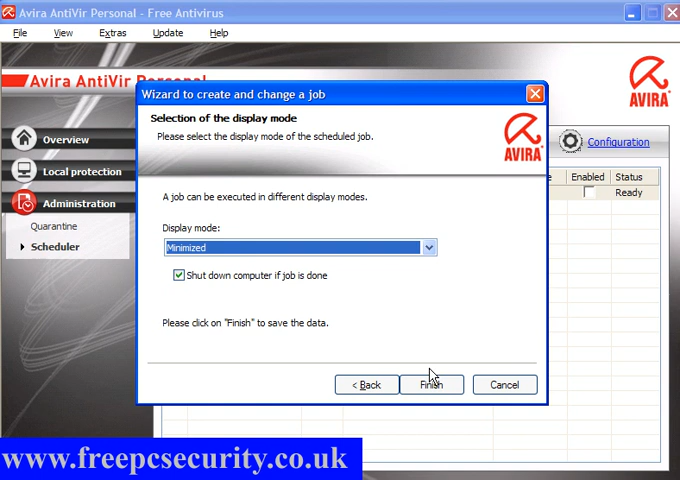 Avira AntiVir Personal - Free Antivirus
File View Extras Update Help
Avira AntiVir Personal
AVIRA
Wizard to create and change a job
Selection of the display mode
Please select the display mode of the scheduled job.
AVIRA
Overview
Configuration
Local protection
Enabled Status
Ready
Administration
A job can be executed in different display modes.
Quarantine
Display mode:
Scheduler
Minimized
Shut down computer if job is done
Please click on "Finish" to save the data.
< Back Finish Cancel
www.freepcsecurity.co.uk